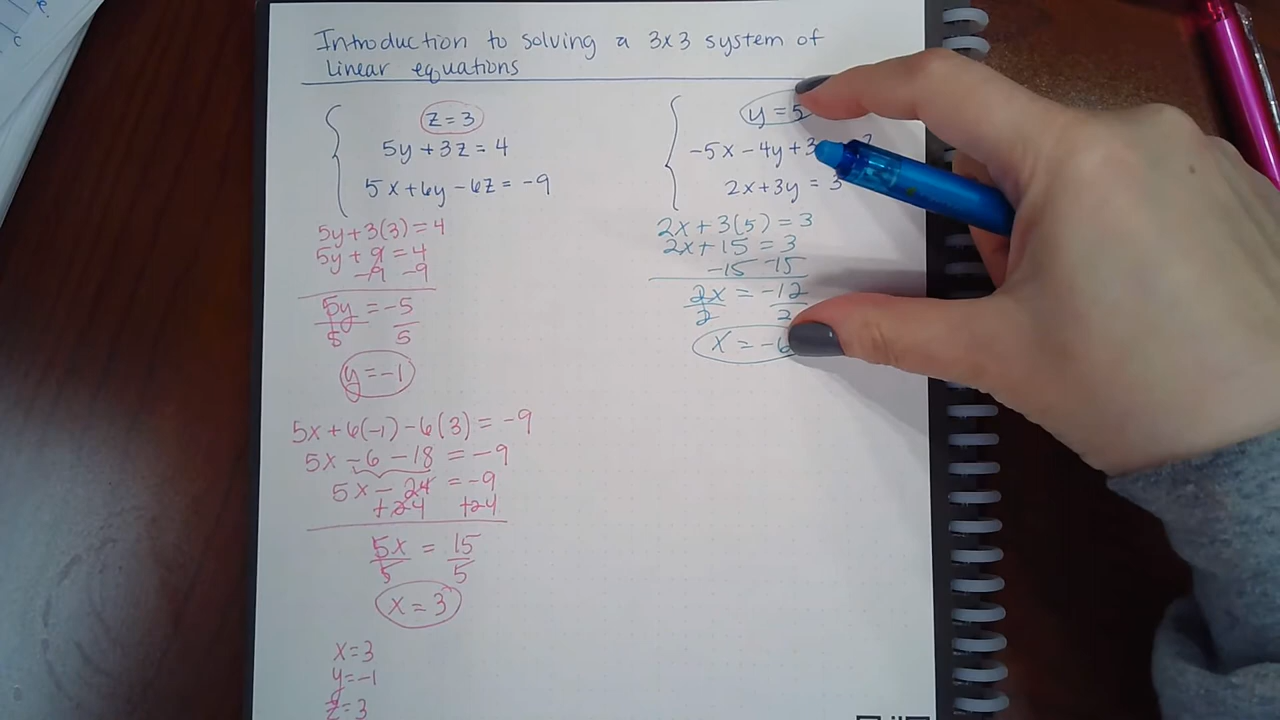 Introduction to solving a 3x3 system of
linear equations
z = 3
5y + 3z = 4
5x + 6y - 6z = -9
5y + 3(3) = 4
5y + 9 = 4
-9 -9
5y = -5
5 5
y = -1
5x + 6(-1) - 6(3) = -9
5x - 6 - 18 = -9
5x - 24 = -9
+24 +24
5x = 15
5 5
x = 3
x = 3
y = -1
z = 3
y = 5
-5x - 4y + 3
2x + 3y = 3
2x + 3(5) = 3
2x + 15 = 3
-15 -15
2x = -12
2 2
x = -6